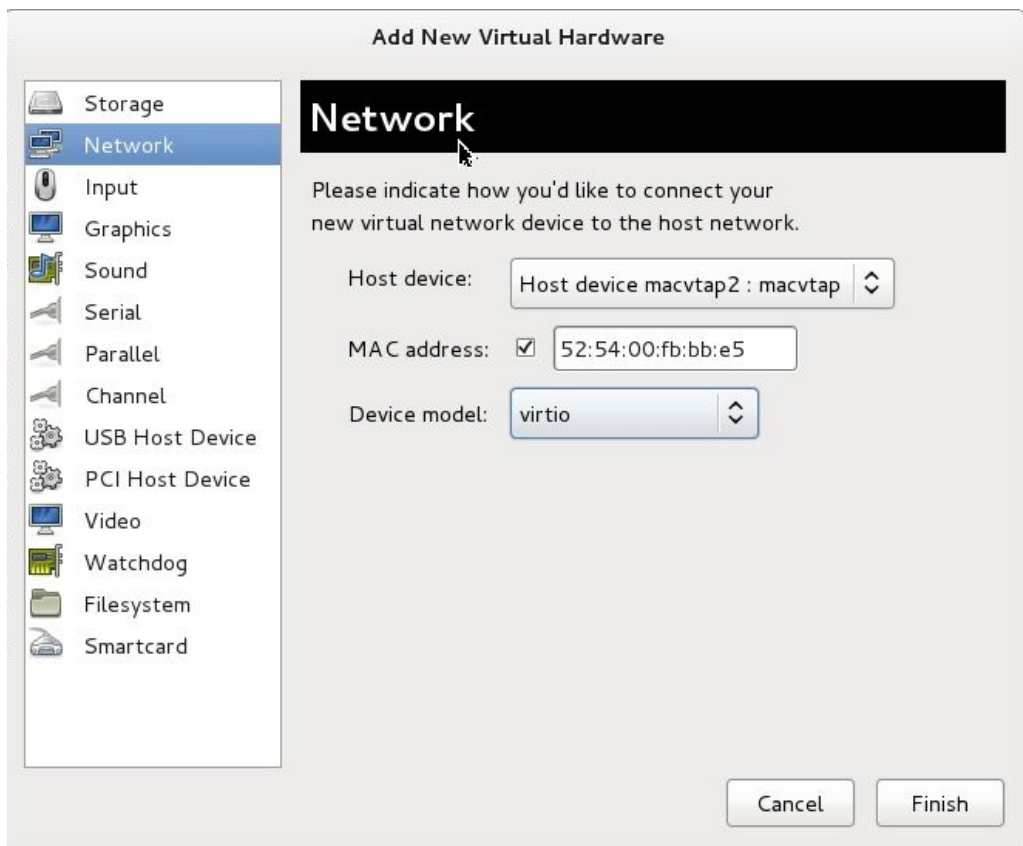 Add New Virtual Hardware
Storage
Network
Input
Graphics
Sound
Serial
Parallel
Channel
USB Host Device
PCI Host Device
Video
Watchdog
Filesystem
Smartcard
Network
Please indicate how you'd like to connect your
new virtual network device to the host network.
Host device: Host device macvtap2 : macvtap
MAC address: 52:54:00:fb:bb:e5
Device model: virtio
Cancel Finish